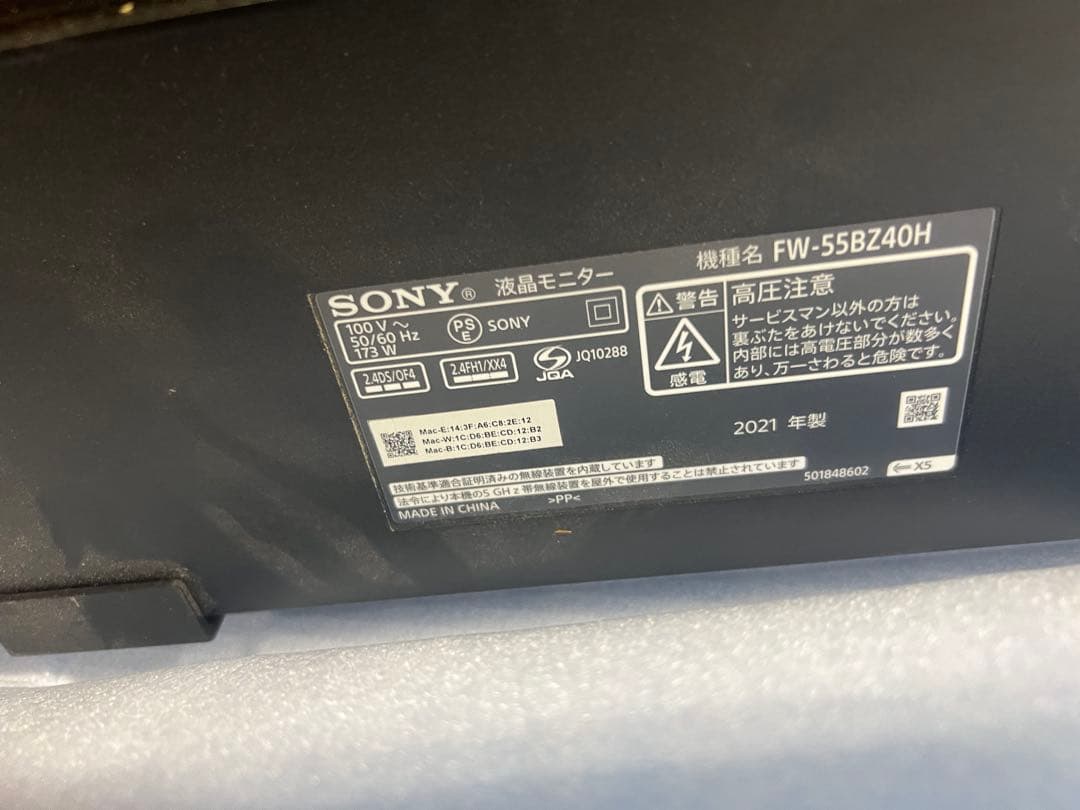 SONY® 液晶モニター
機種名 FW-55BZ40H
100 V ~
50/60 Hz
173 W
PS E SONY
2.4DS/OF4
2.4FH1/XX4
JQA JQ10288
警告
感電
高圧注意
サービスマン以外の方は
裏ぶたをあけないでください。
内部には高電圧部分が数多く
あり、万一さわると危険です。
Mac-E:14:3F:A6:C8:2E:12
Mac-W:1C:D6:BE:CD:12:B2
Mac-B:1C:D6:BE:CD:12:B3
2021 年製
技術基準適合証明済みの無線装置を内蔵しています
法令により本機の5 GHz 帯無線装置を屋外で使用することは禁止されています
MADE IN CHINA
>PP<
501848602
X5